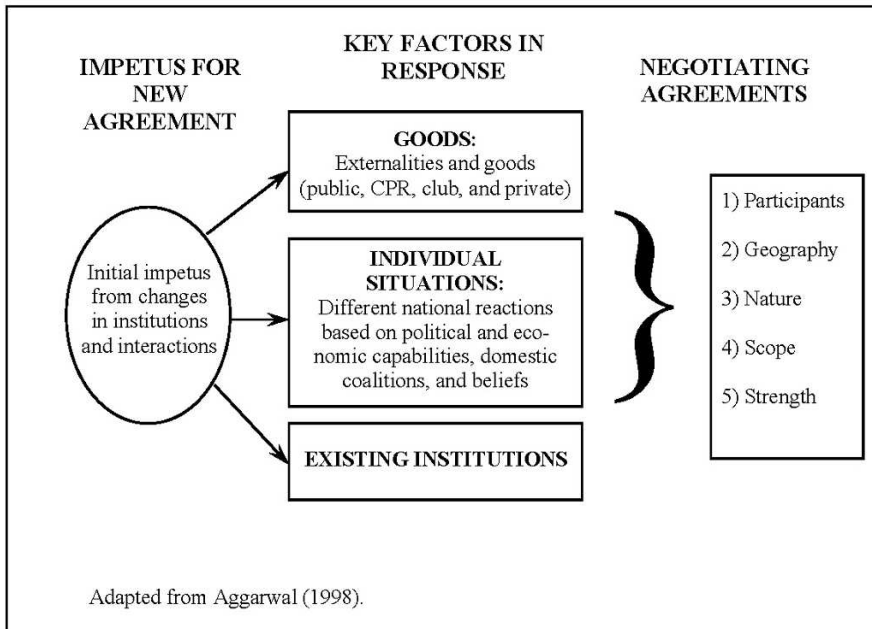 IMPETUS FOR
NEW
AGREEMENT
KEY FACTORS IN
RESPONSE
NEGOTIATING
AGREEMENTS
Initial impetus
from changes
in institutions
and interactions
GOODS:
Externalities and goods
(public, CPR, club, and private)
INDIVIDUAL
SITUATIONS:
Different national reactions
based on political and eco-
nomic capabilities, domestic
coalitions, and beliefs
EXISTING INSTITUTIONS
1) Participants
2) Geography
3) Nature
4) Scope
5) Strength
Adapted from Aggarwal (1998).